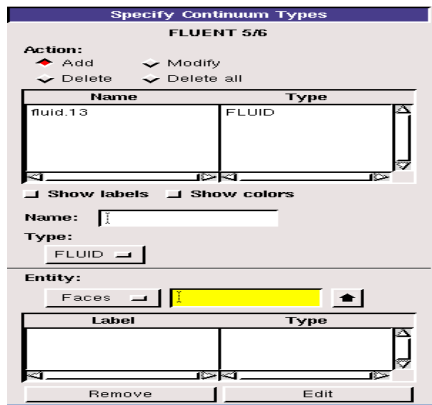 Specify Continuum Types
FLUENT 5/6
Action:
Add Modify
Delete Delete all
Name Type
fluid.13 FLUID
Show labels Show colors
Name:
Type:
FLUID
Entity:
Faces
Label Type
Remove Edit